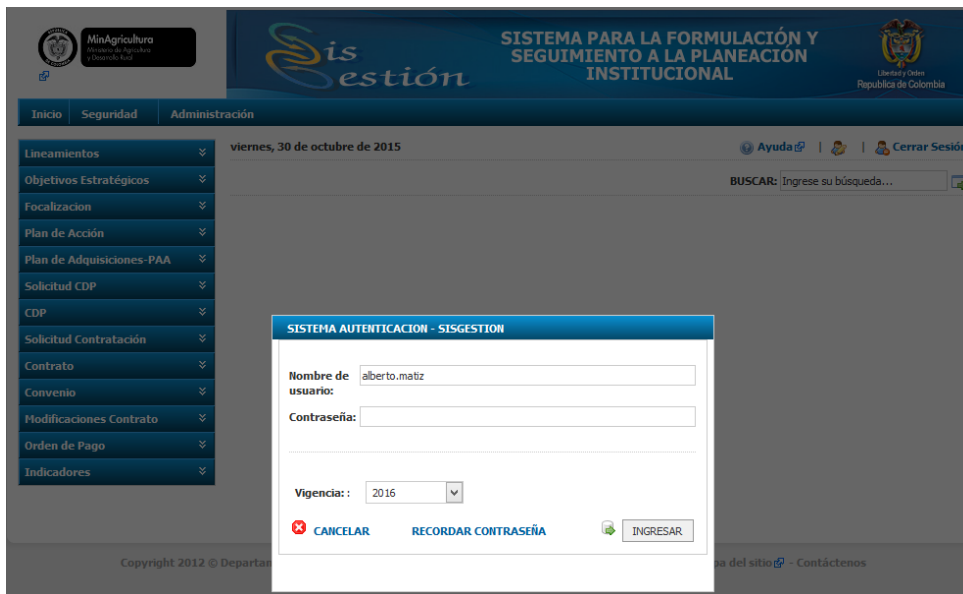 MinAgricultura
Ministerio de Agricultura
y Desarrollo Rural
Sis
Gestión
SISTEMA PARA LA FORMULACIÓN Y
SEGUIMIENTO A LA PLANEACIÓN
INSTITUCIONAL
Libertad y Orden
Republica de Colombia
Inicio Seguridad Administración
viernes, 30 de octubre de 2015
Ayuda | | Cerrar Sesión
BUSCAR: Ingrese su búsqueda...
Lineamientos
Objetivos Estratégicos
Focalizacion
Plan de Acción
Plan de Adquisiciones-PAA
Solicitud CDP
CDP
Solicitud Contratación
Contrato
Convenio
Modificaciones Contrato
Orden de Pago
Indicadores
SISTEMA AUTENTICACION - SISGESTION
Nombre de usuario: alberto.matiz
Contraseña:
Vigencia: : 2016
CANCELAR RECORDAR CONTRASEÑA INGRESAR
Copyright 2012 © del sitio - Contáctenos